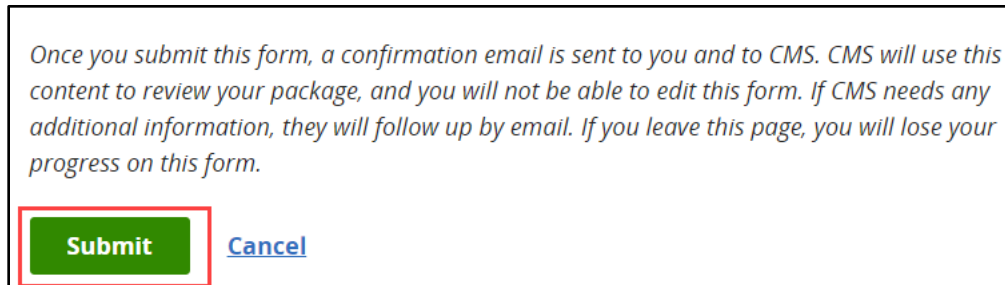 Once you submit this form, a confirmation email is sent to you and to CMS. CMS will use this
content to review your package, and you will not be able to edit this form. If CMS needs any
additional information, they will follow up by email. If you leave this page, you will lose your
progress on this form.
Submit Cancel